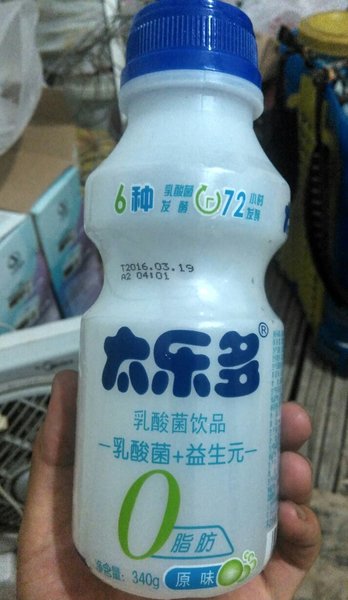 6种 乳酸菌发酵 72小时发酵
T2016.03.19
A2 04:01
太乐多®
乳酸菌饮品
乳酸菌+益生元
0脂肪
净含量: 340g 原味